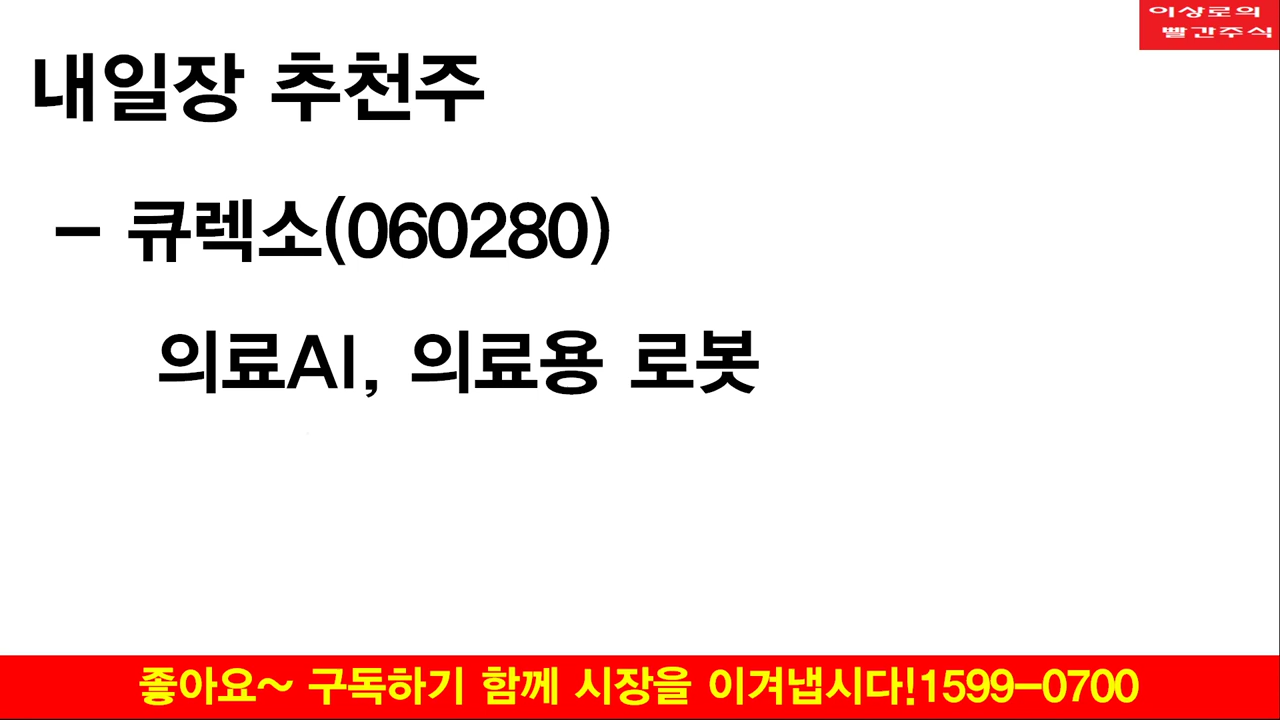 이상로의
빨간주식
내일장 추천주
- 큐렉소(060280)
의료AI, 의료용 로봇
좋아요~ 구독하기 함께 시장을 이겨냅시다!1599-0700